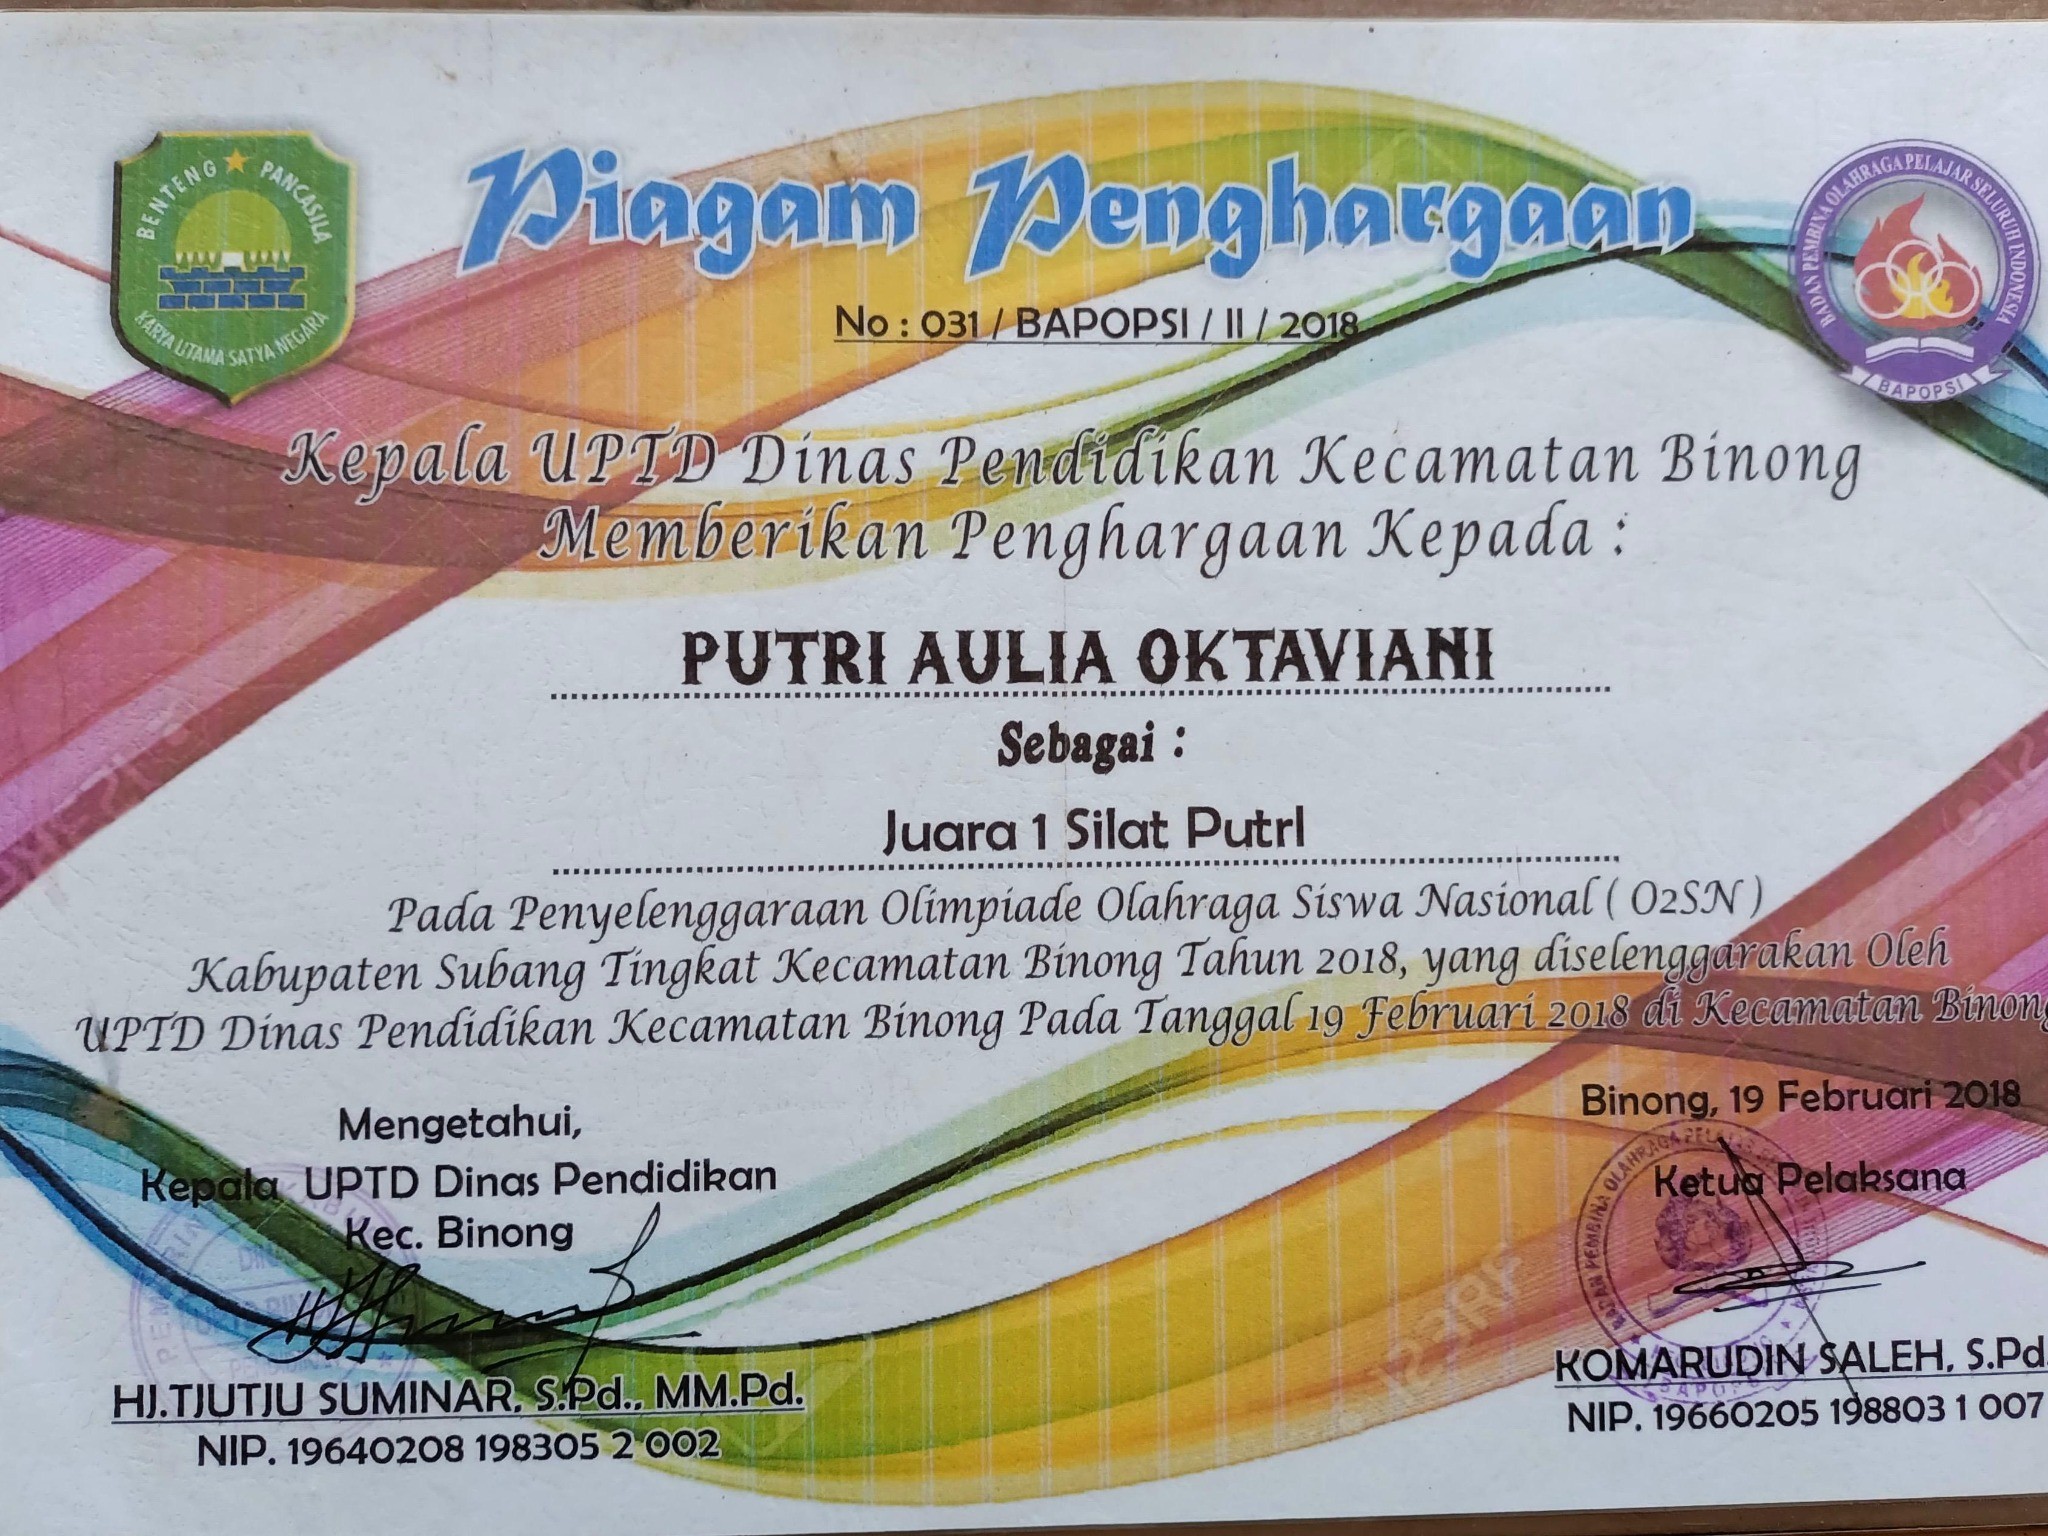 BENTENG PANCASILA
KARYA UTAMA SATYA NEGARA
Piagam Penghargaan
BADAN PEMBINA OLAHRAGA PELAJAR SELURUH INDONESIA
BAPOPSI
No : 031 / BAPOPSI / II / 2018
Kepala UPTD Dinas Pendidikan Kecamatan Binong
Memberikan Penghargaan Kepada :
PUTRI AULIA OKTAVIANI
Sebagai :
Juara 1 Silat PutrI
Pada Penyelenggaraan Olimpiade Olahraga Siswa Nasional ( O2SN )
Kabupaten Subang Tingkat Kecamatan Binong Tahun 2018, yang diselenggarakan Oleh
UPTD Dinas Pendidikan Kecamatan Binong Pada Tanggal 19 Februari 2018 di Kecamatan Binong
Binong, 19 Februari 2018
Mengetahui,
Kepala UPTD Dinas Pendidikan
Kec. Binong
Ketua Pelaksana
HJ.TJUTJU SUMINAR, S.Pd., MM.Pd.
NIP. 19640208 198305 2 002
KOMARUDIN SALEH, S.Pd.
NIP. 19660205 198803 1 007
123RF